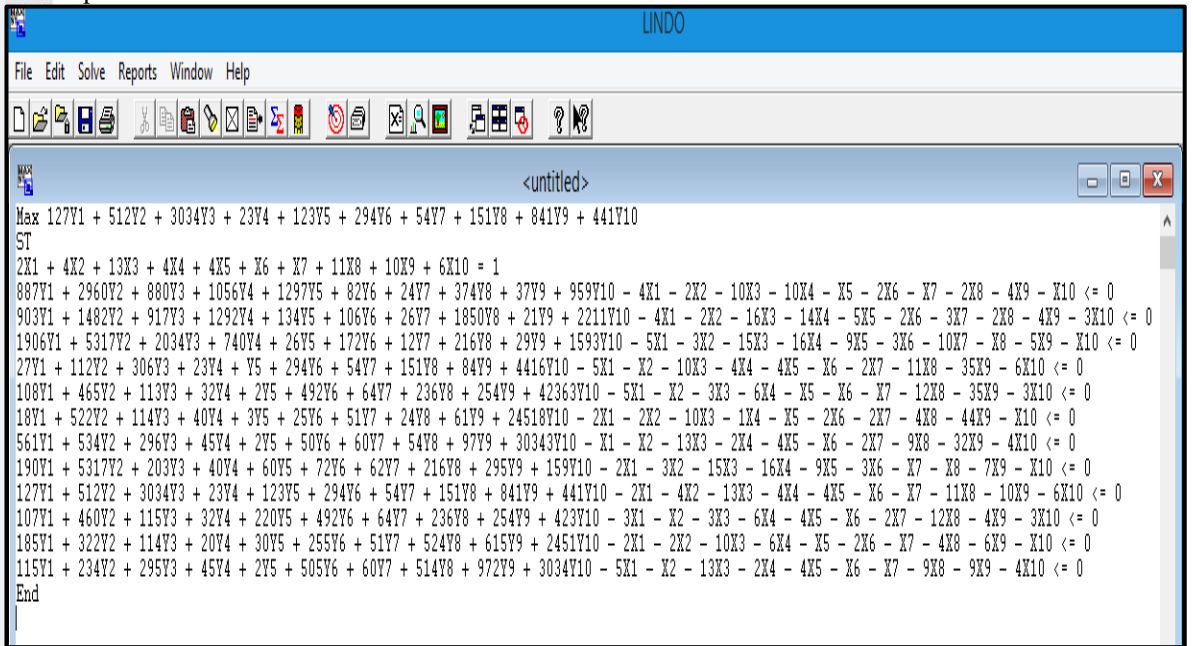 LINDO
File Edit Solve Reports Window Help
<untitled>
Max 127Y1 + 512Y2 + 3034Y3 + 23Y4 + 123Y5 + 294Y6 + 54Y7 + 151Y8 + 841Y9 + 441Y10
ST
2X1 + 4X2 + 13X3 + 4X4 + 4X5 + X6 + X7 + 11X8 + 10X9 + 6X10 = 1
887Y1 + 2960Y2 + 880Y3 + 1056Y4 + 1297Y5 + 82Y6 + 24Y7 + 374Y8 + 37Y9 + 959Y10 - 4X1 - 2X2 - 10X3 - 10X4 - X5 - 2X6 - X7 - 2X8 - 4X9 - X10 <= 0
903Y1 + 1482Y2 + 917Y3 + 1292Y4 + 134Y5 + 106Y6 + 26Y7 + 1850Y8 + 21Y9 + 2211Y10 - 4X1 - 2X2 - 16X3 - 14X4 - 5X5 - 2X6 - 3X7 - 2X8 - 4X9 - 3X10 <= 0
1906Y1 + 5317Y2 + 2034Y3 + 740Y4 + 26Y5 + 172Y6 + 12Y7 + 216Y8 + 29Y9 + 1593Y10 - 5X1 - 3X2 - 15X3 - 16X4 - 9X5 - 3X6 - 10X7 - X8 - 5X9 - X10 <= 0
27Y1 + 112Y2 + 306Y3 + 23Y4 + Y5 + 294Y6 + 54Y7 + 151Y8 + 84Y9 + 4416Y10 - 5X1 - X2 - 10X3 - 4X4 - 4X5 - X6 - 2X7 - 11X8 - 35X9 - 6X10 <= 0
108Y1 + 465Y2 + 113Y3 + 32Y4 + 2Y5 + 492Y6 + 64Y7 + 236Y8 + 254Y9 + 42363Y10 - 5X1 - X2 - 3X3 - 6X4 - X5 - X6 - X7 - 12X8 - 35X9 - 3X10 <= 0
18Y1 + 522Y2 + 114Y3 + 40Y4 + 3Y5 + 25Y6 + 51Y7 + 24Y8 + 61Y9 + 24518Y10 - 2X1 - 2X2 - 10X3 - 1X4 - X5 - 2X6 - 2X7 - 4X8 - 44X9 - X10 <= 0
561Y1 + 534Y2 + 296Y3 + 45Y4 + 2Y5 + 50Y6 + 60Y7 + 54Y8 + 97Y9 + 30343Y10 - X1 - X2 - 13X3 - 2X4 - 4X5 - X6 - 2X7 - 9X8 - 32X9 - 4X10 <= 0
190Y1 + 5317Y2 + 203Y3 + 40Y4 + 60Y5 + 72Y6 + 62Y7 + 216Y8 + 295Y9 + 159Y10 - 2X1 - 3X2 - 15X3 - 16X4 - 9X5 - 3X6 - X7 - X8 - 7X9 - X10 <= 0
127Y1 + 512Y2 + 3034Y3 + 23Y4 + 123Y5 + 294Y6 + 54Y7 + 151Y8 + 841Y9 + 441Y10 - 2X1 - 4X2 - 13X3 - 4X4 - 4X5 - X6 - X7 - 11X8 - 10X9 - 6X10 <= 0
107Y1 + 460Y2 + 115Y3 + 32Y4 + 220Y5 + 492Y6 + 64Y7 + 236Y8 + 254Y9 + 423Y10 - 3X1 - X2 - 3X3 - 6X4 - 4X5 - X6 - 2X7 - 12X8 - 4X9 - 3X10 <= 0
185Y1 + 322Y2 + 114Y3 + 20Y4 + 30Y5 + 255Y6 + 51Y7 + 524Y8 + 615Y9 + 2451Y10 - 2X1 - 2X2 - 10X3 - 6X4 - X5 - 2X6 - X7 - 4X8 - 6X9 - X10 <= 0
115Y1 + 234Y2 + 295Y3 + 45Y4 + 2Y5 + 505Y6 + 60Y7 + 514Y8 + 972Y9 + 3034Y10 - 5X1 - X2 - 13X3 - 2X4 - 4X5 - X6 - X7 - 9X8 - 9X9 - 4X10 <= 0
End